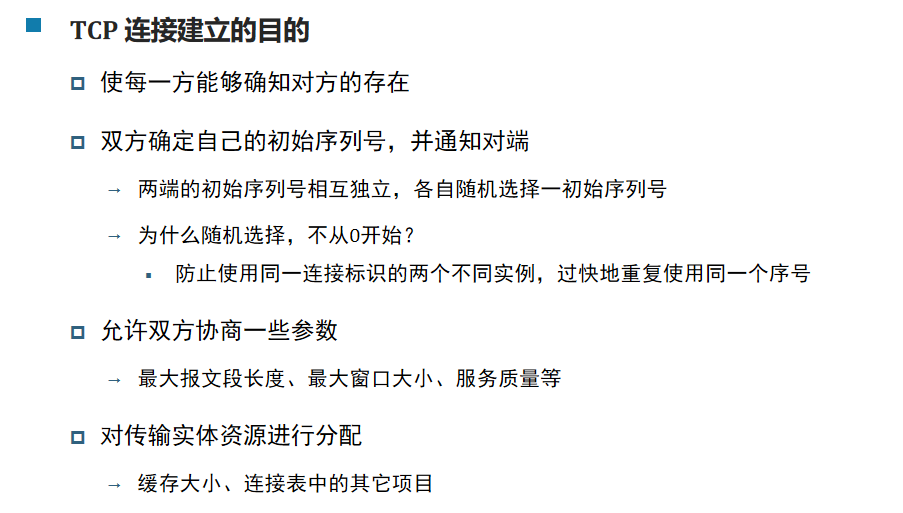 TCP 连接建立的目的
使每一方能够确知对方的存在
双方确定自己的初始序列号，并通知对端
→ 两端的初始序列号相互独立，各自随机选择一初始序列号
→ 为什么随机选择，不从0开始？
▪ 防止使用同一连接标识的两个不同实例，过快地重复使用同一个序号
允许双方协商一些参数
→ 最大报文段长度、最大窗口大小、服务质量等
对传输实体资源进行分配
→ 缓存大小、连接表中的其它项目